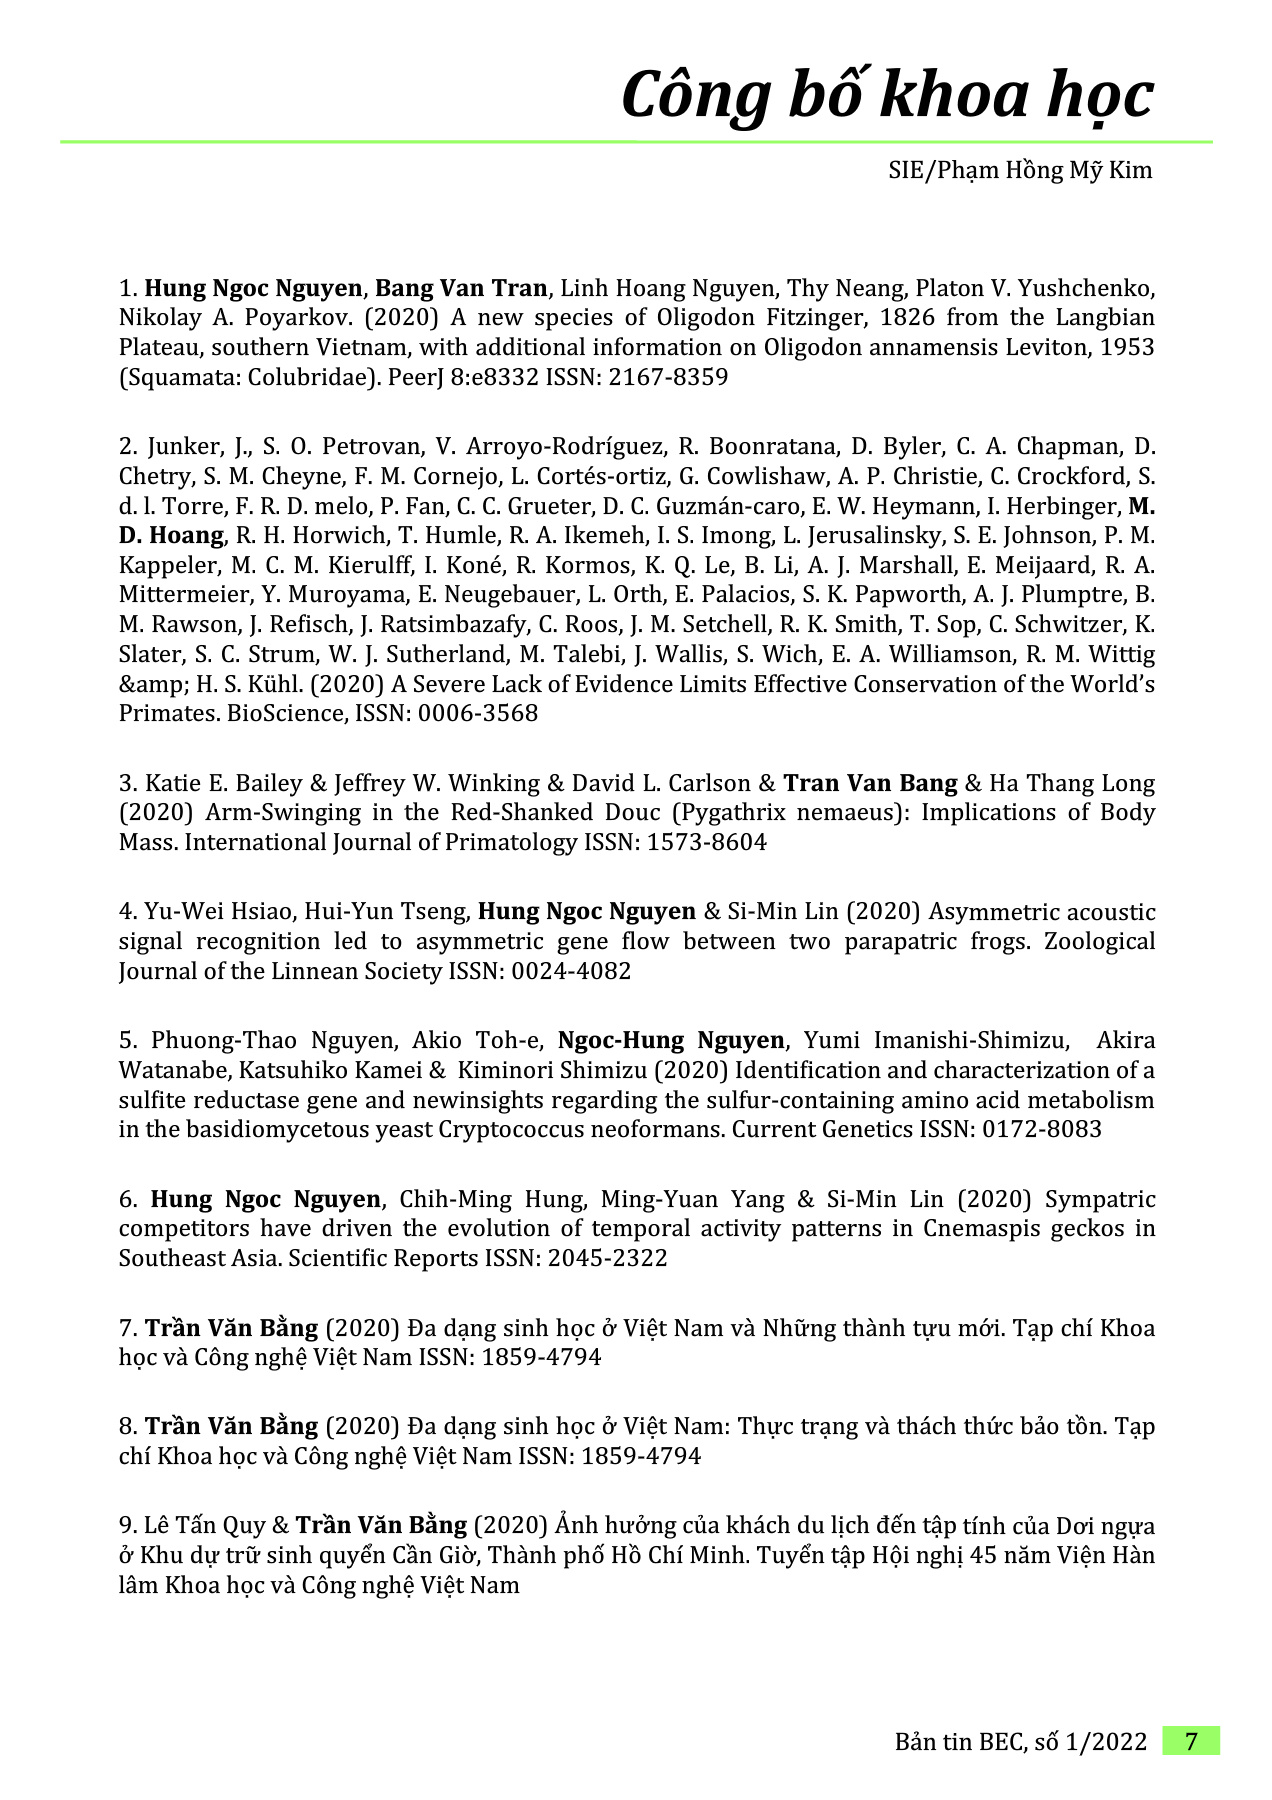 Công bố khoa học
SIE/Phạm Hồng Mỹ Kim
1. Hung Ngoc Nguyen, Bang Van Tran, Linh Hoang Nguyen, Thy Neang, Platon V. Yushchenko,
Nikolay A. Poyarkov. (2020) A new species of Oligodon Fitzinger, 1826 from the Langbian
Plateau, southern Vietnam, with additional information on Oligodon annamensis Leviton, 1953
(Squamata: Colubridae). PeerJ 8:e8332 ISSN: 2167-8359
2. Junker, J., S. O. Petrovan, V. Arroyo-Rodríguez, R. Boonratana, D. Byler, C. A. Chapman, D.
Chetry, S. M. Cheyne, F. M. Cornejo, L. Cortés-ortiz, G. Cowlishaw, A. P. Christie, C. Crockford, S.
d. l. Torre, F. R. D. melo, P. Fan, C. C. Grueter, D. C. Guzmán-caro, E. W. Heymann, I. Herbinger, M.
D. Hoang, R. H. Horwich, T. Humle, R. A. Ikemeh, I. S. Imong, L. Jerusalinsky, S. E. Johnson, P. M.
Kappeler, M. C. M. Kierulff, I. Koné, R. Kormos, K. Q. Le, B. Li, A. J. Marshall, E. Meijaard, R. A.
Mittermeier, Y. Muroyama, E. Neugebauer, L. Orth, E. Palacios, S. K. Papworth, A. J. Plumptre, B.
M. Rawson, J. Refisch, J. Ratsimbazafy, C. Roos, J. M. Setchell, R. K. Smith, T. Sop, C. Schwitzer, K.
Slater, S. C. Strum, W. J. Sutherland, M. Talebi, J. Wallis, S. Wich, E. A. Williamson, R. M. Wittig
&amp; H. S. Kühl. (2020) A Severe Lack of Evidence Limits Effective Conservation of the World’s
Primates. BioScience, ISSN: 0006-3568
3. Katie E. Bailey & Jeffrey W. Winking & David L. Carlson & Tran Van Bang & Ha Thang Long
(2020) Arm-Swinging in the Red-Shanked Douc (Pygathrix nemaeus): Implications of Body
Mass. International Journal of Primatology ISSN: 1573-8604
4. Yu-Wei Hsiao, Hui-Yun Tseng, Hung Ngoc Nguyen & Si-Min Lin (2020) Asymmetric acoustic
signal recognition led to asymmetric gene flow between two parapatric frogs. Zoological
Journal of the Linnean Society ISSN: 0024-4082
5. Phuong-Thao Nguyen, Akio Toh-e, Ngoc-Hung Nguyen, Yumi Imanishi-Shimizu, Akira
Watanabe, Katsuhiko Kamei & Kiminori Shimizu (2020) Identification and characterization of a
sulfite reductase gene and newinsights regarding the sulfur-containing amino acid metabolism
in the basidiomycetous yeast Cryptococcus neoformans. Current Genetics ISSN: 0172-8083
6. Hung Ngoc Nguyen, Chih-Ming Hung, Ming-Yuan Yang & Si-Min Lin (2020) Sympatric
competitors have driven the evolution of temporal activity patterns in Cnemaspis geckos in
Southeast Asia. Scientific Reports ISSN: 2045-2322
7. Trần Văn Bằng (2020) Đa dạng sinh học ở Việt Nam và Những thành tựu mới. Tạp chí Khoa
học và Công nghệ Việt Nam ISSN: 1859-4794
8. Trần Văn Bằng (2020) Đa dạng sinh học ở Việt Nam: Thực trạng và thách thức bảo tồn. Tạp
chí Khoa học và Công nghệ Việt Nam ISSN: 1859-4794
9. Lê Tấn Quy & Trần Văn Bằng (2020) Ảnh hưởng của khách du lịch đến tập tính của Dơi ngựa
ở Khu dự trữ sinh quyển Cần Giờ, Thành phố Hồ Chí Minh. Tuyển tập Hội nghị 45 năm Viện Hàn
lâm Khoa học và Công nghệ Việt Nam
Bản tin BEC, số 1/2022 7